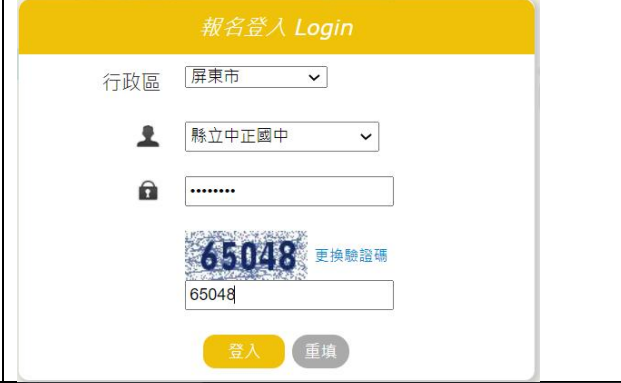 報名登入 Login
行政區 屏東市
縣立中正國中
••••••••
65048 更換驗證碼
65048
登入 重填